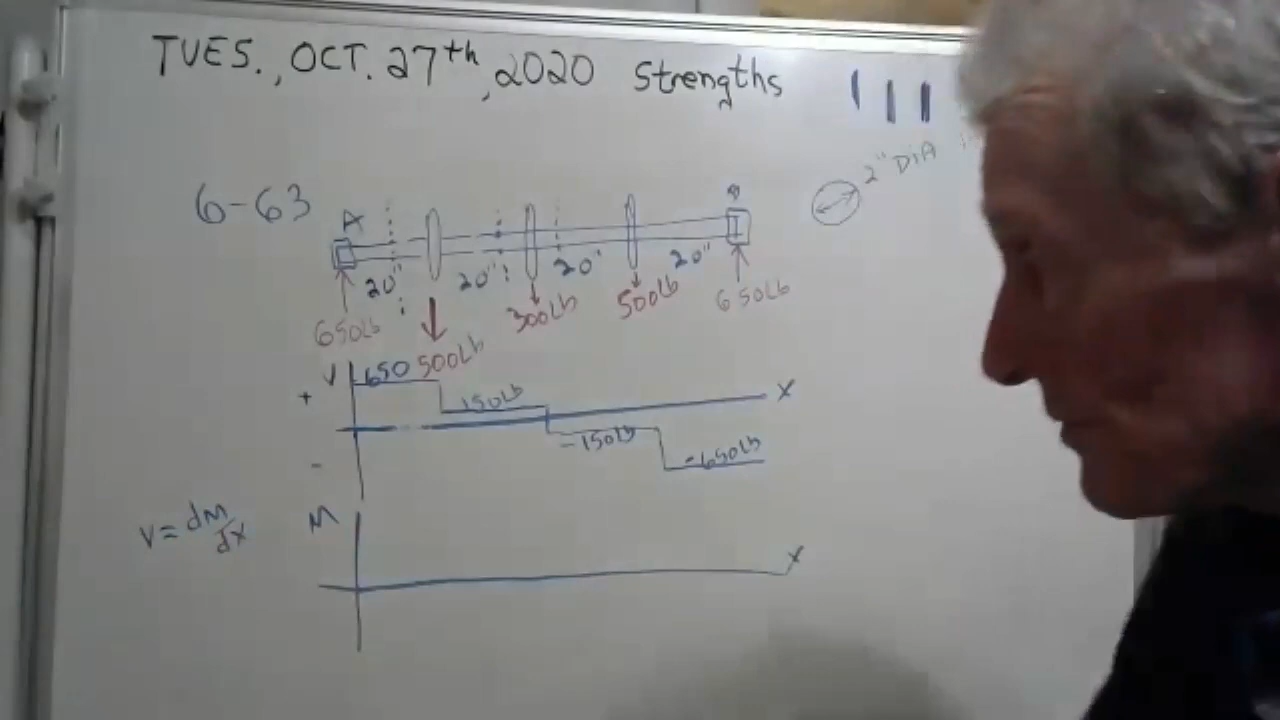 TUES., OCT. 27th, 2020 Strengths
2" DIA
6-63
A
B
20" 20" 20" 20"
650Lb 500Lb 300Lb 500Lb 650Lb
V
+
-
650 150Lb -150Lb -650Lb
X
V = dM/dX
M
X